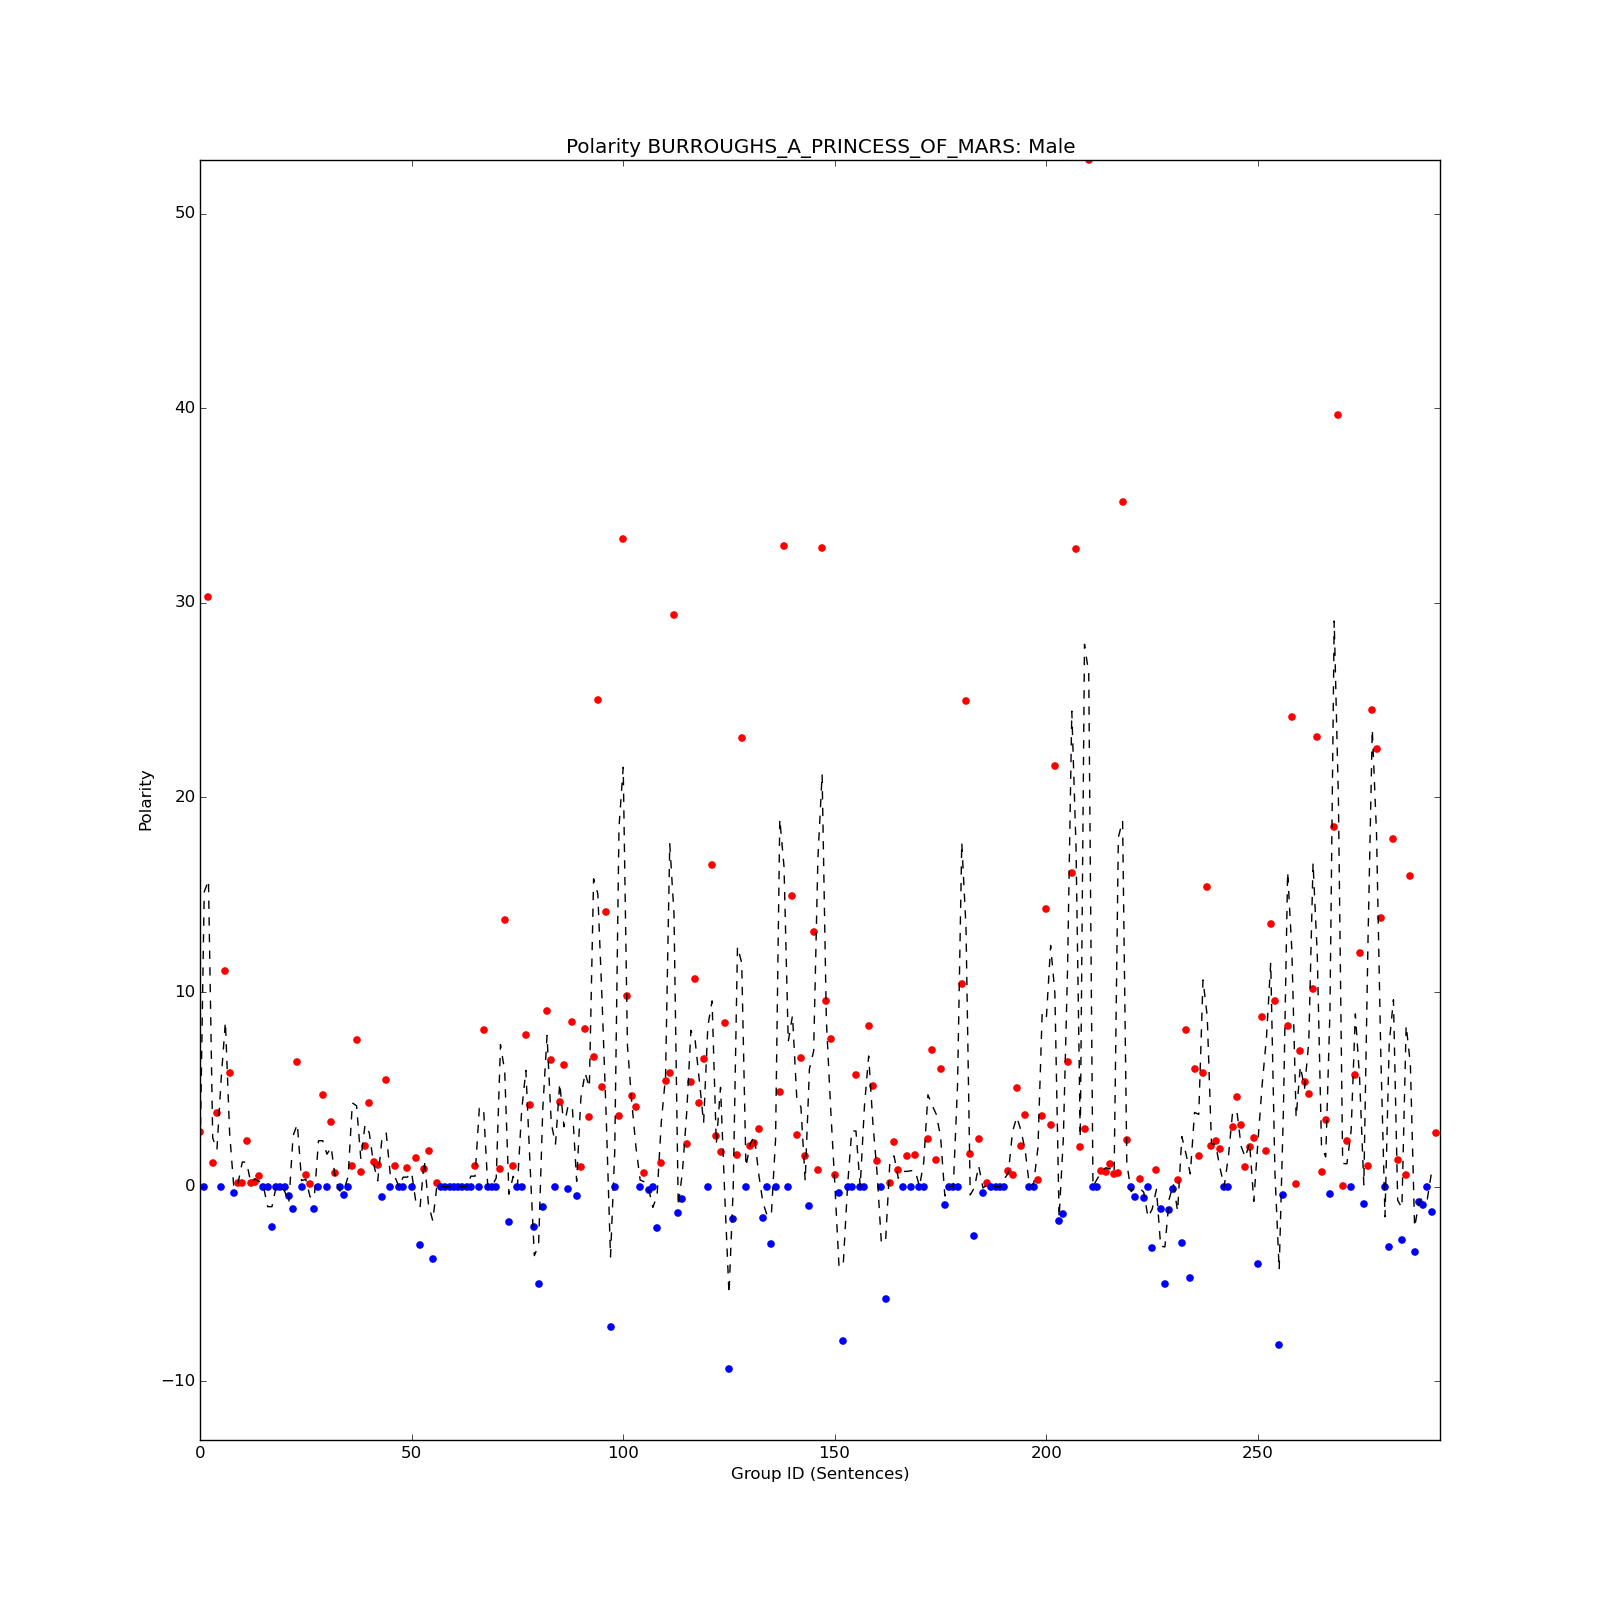 Polarity BURROUGHS_A_PRINCESS_OF_MARS: Male
50
40
30
20
10
0
−10
Polarity
0 50 100 150 200 250
Group ID (Sentences)